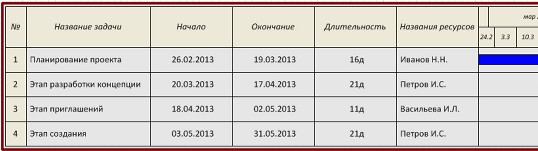 № Название задачи Начало Окончание Длительность Названия ресурсов мар
24.2 3.3 10.3
1 Планирование проекта 26.02.2013 19.03.2013 16д Иванов Н.Н.
2 Этап разработки концепции 20.03.2013 17.04.2013 21д Петров И.С.
3 Этап приглашений 18.04.2013 02.05.2013 11д Васильева И.Л.
4 Этап создания 03.05.2013 31.05.2013 21д Петров И.С.